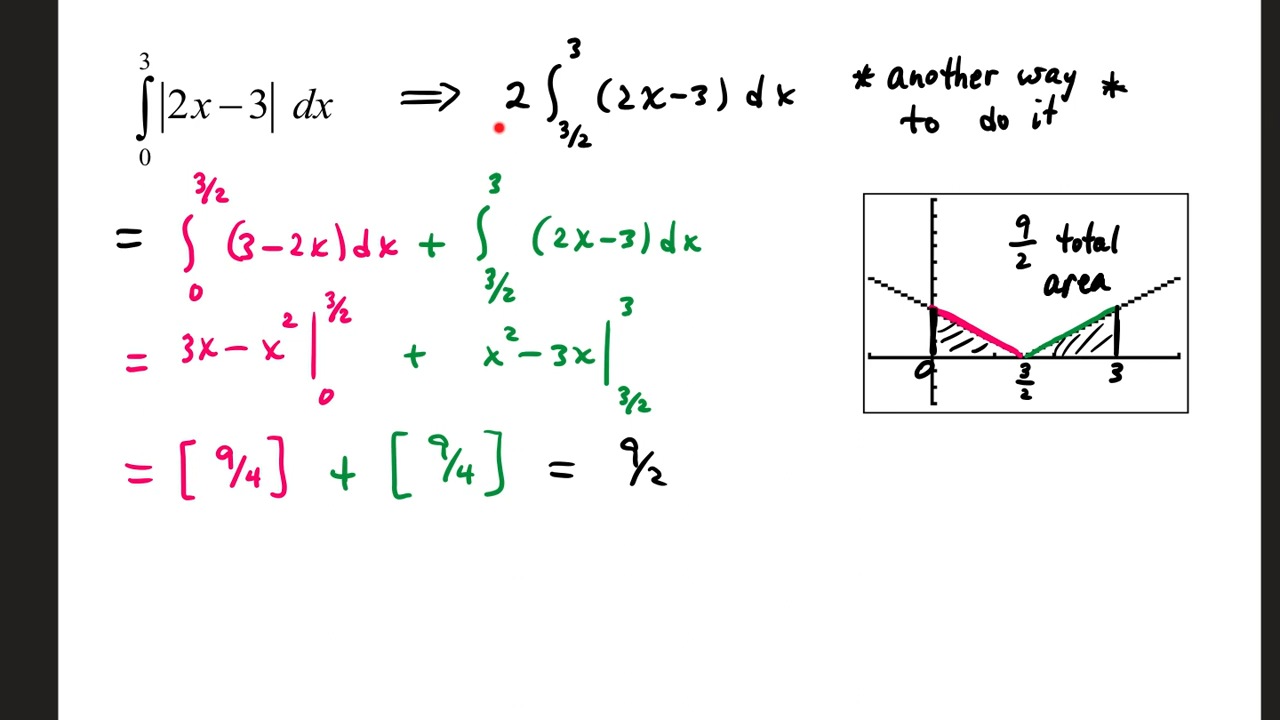 ∫₀³ |2x − 3| dx ⟹ 2 ∫_{3/2}^{3} (2x−3) dx
* another way *
to do it
= ∫₀^{3/2} (3−2x) dx + ∫_{3/2}^{3} (2x−3) dx
= 3x − x² |₀^{3/2} + x² − 3x |_{3/2}^{3}
= [9/4] + [9/4] = 9/2
9/2 total
area
0 3/2 3